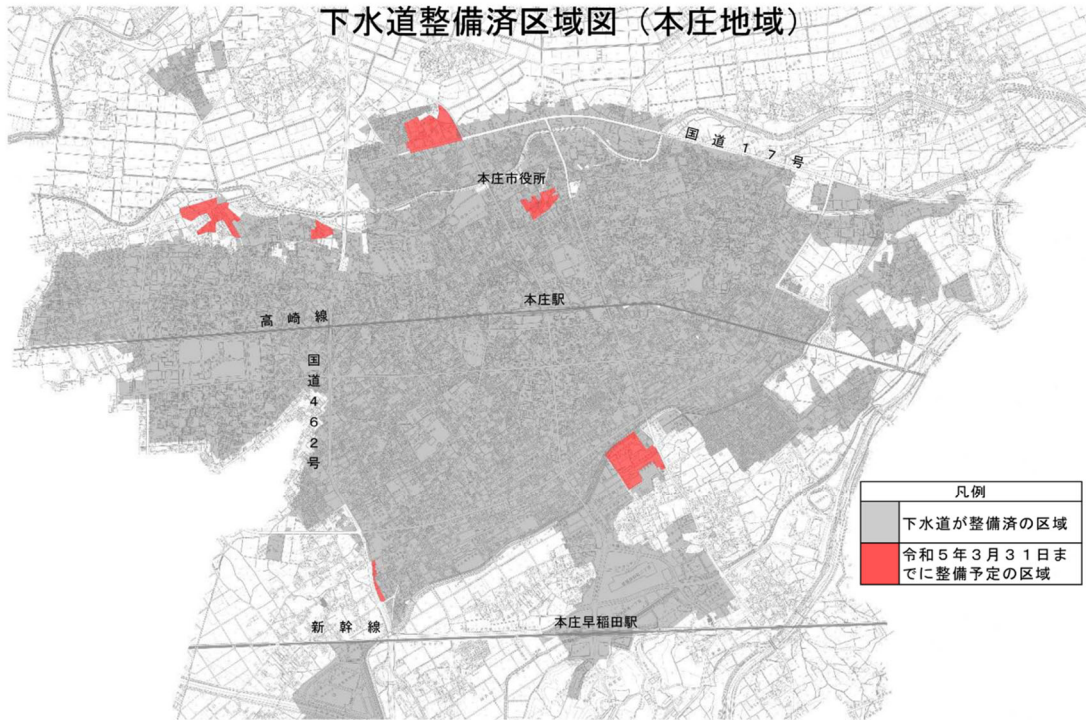 下水道整備済区域図（本庄地域）
国道１７号
本庄市役所
本庄駅
高崎線
国道４６２号
凡例
下水道が整備済の区域
令和５年３月３１日ま
でに整備予定の区域
新幹線
本庄早稲田駅